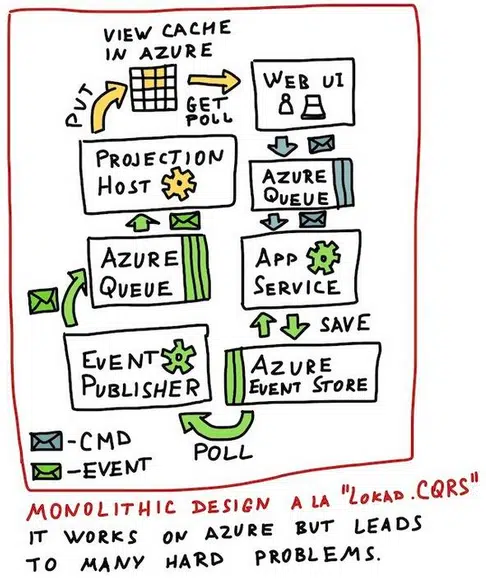 VIEW CACHE
IN AZURE
PUT
GET
POLL
WEB UI
PROJECTION
HOST
AZURE
QUEUE
AZURE
QUEUE
APP
SERVICE
SAVE
EVENT
PUBLISHER
AZURE
EVENT STORE
POLL
-CMD
-EVENT
MONOLITHIC DESIGN A LA "LOKAD.CQRS"
IT WORKS ON AZURE BUT LEADS
TO MANY HARD PROBLEMS.